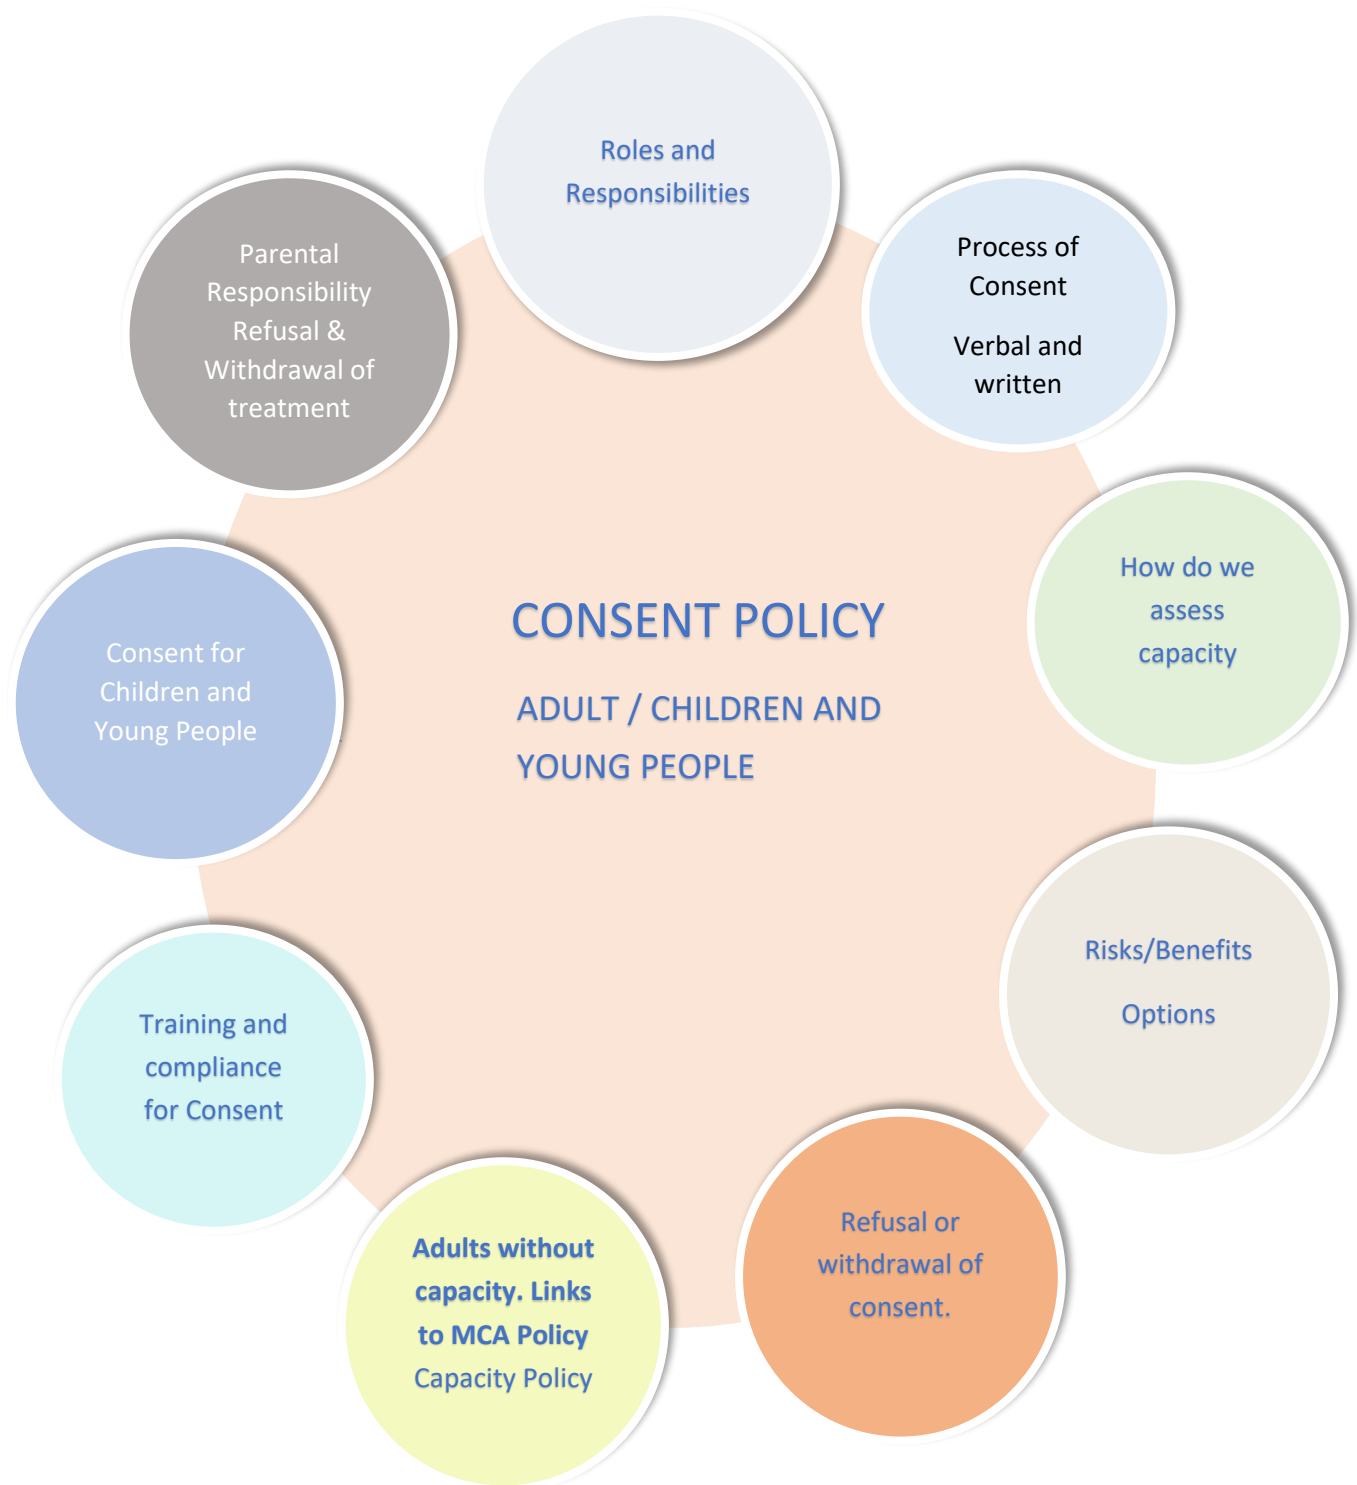 Roles and
Responsibilities
Process of
Consent
Verbal and
written
How do we
assess
capacity
Risks/Benefits
Options
Refusal or
withdrawal of
consent.
Adults without
capacity. Links
to MCA Policy
Capacity Policy
Training and
compliance
for Consent
Consent for
Children and
Young People
Parental
Responsibility
Refusal &
Withdrawal of
treatment
CONSENT POLICY
ADULT / CHILDREN AND
YOUNG PEOPLE